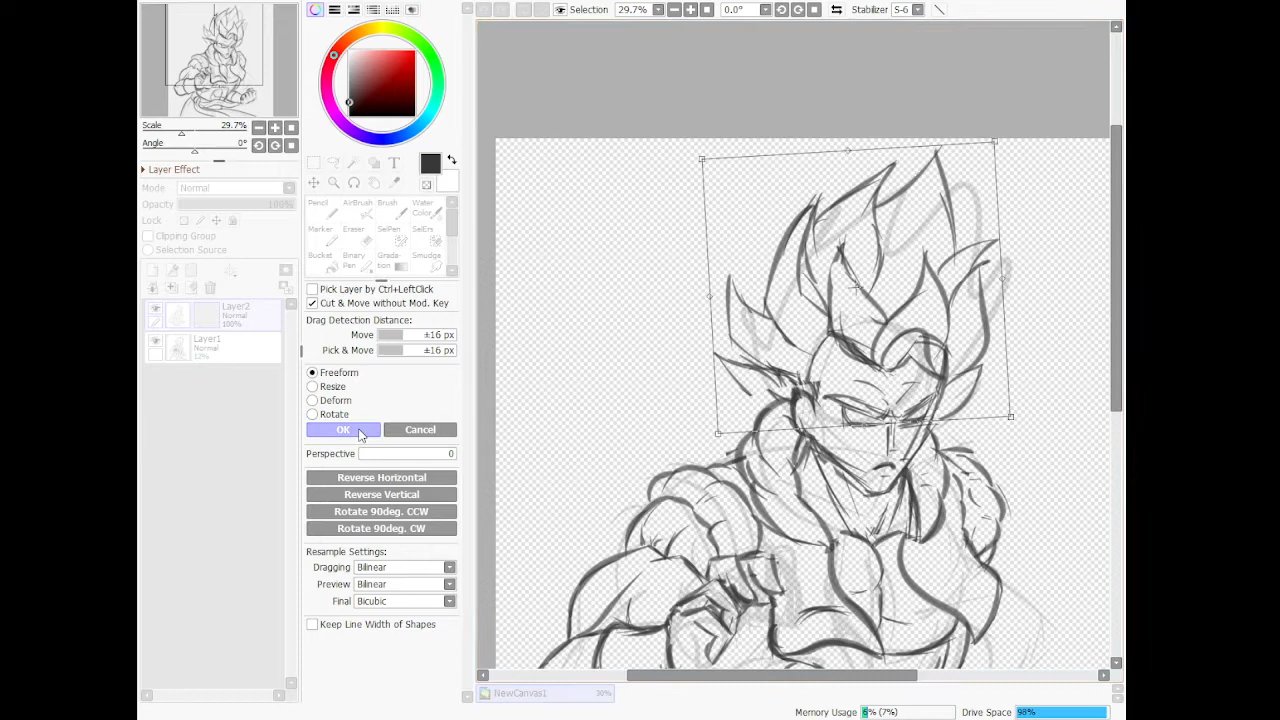 Selection
29.7%
0.0°
Stabilizer
S-6
Scale
29.7%
Angle
0°
Layer Effect
Mode
Normal
Opacity
100%
Lock
Clipping Group
Selection Source
Layer2
Normal
100%
Layer1
Normal
12%
T
Pencil
AirBrush
Brush
Water
Color
Marker
Eraser
SelPen
SelErs
Bucket
Binary
Pen
Grada-
tion
Smudge
Pick Layer by Ctrl+LeftClick
Cut & Move without Mod. Key
Drag Detection Distance:
Move
±16 px
Pick & Move
±16 px
Freeform
Resize
Deform
Rotate
OK
Cancel
Perspective
0
Reverse Horizontal
Reverse Vertical
Rotate 90deg. CCW
Rotate 90deg. CW
Resample Settings:
Dragging
Bilinear
Preview
Bilinear
Final
Bicubic
Keep Line Width of Shapes
NewCanvas1
30%
Memory Usage
6% (7%)
Drive Space
98%